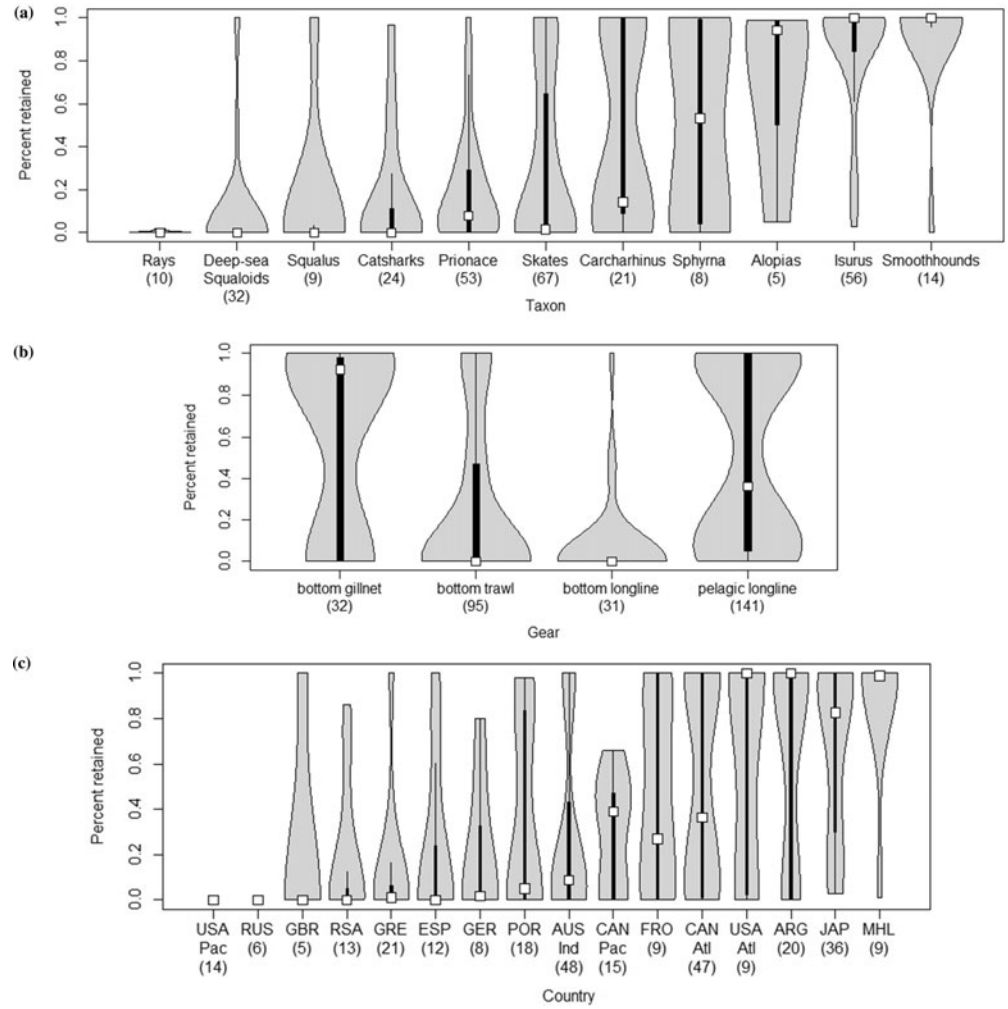 (a)
Percent retained
1.0
0.8
0.6
0.4
0.2
0.0
Rays Deep-sea Squalus Catsharks Prionace Skates Carcharhinus Sphyrna Alopias Isurus Smoothhounds
(10) Squaloids (9) (24) (53) (67) (21) (8) (5) (56) (14)
(32)
Taxon
(b)
Percent retained
1.0
0.8
0.6
0.4
0.2
0.0
bottom gillnet bottom trawl bottom longline pelagic longline
(32) (95) (31) (141)
Gear
(c)
Percent retained
1.0
0.8
0.6
0.4
0.2
0.0
USA RUS GBR RSA GRE ESP GER POR AUS CAN FRO CAN USA ARG JAP MHL
Pac (6) (5) (13) (21) (12) (8) (18) Ind Pac (9) Atl Atl (20) (36) (9)
(14) (48) (15) (47) (9)
Country